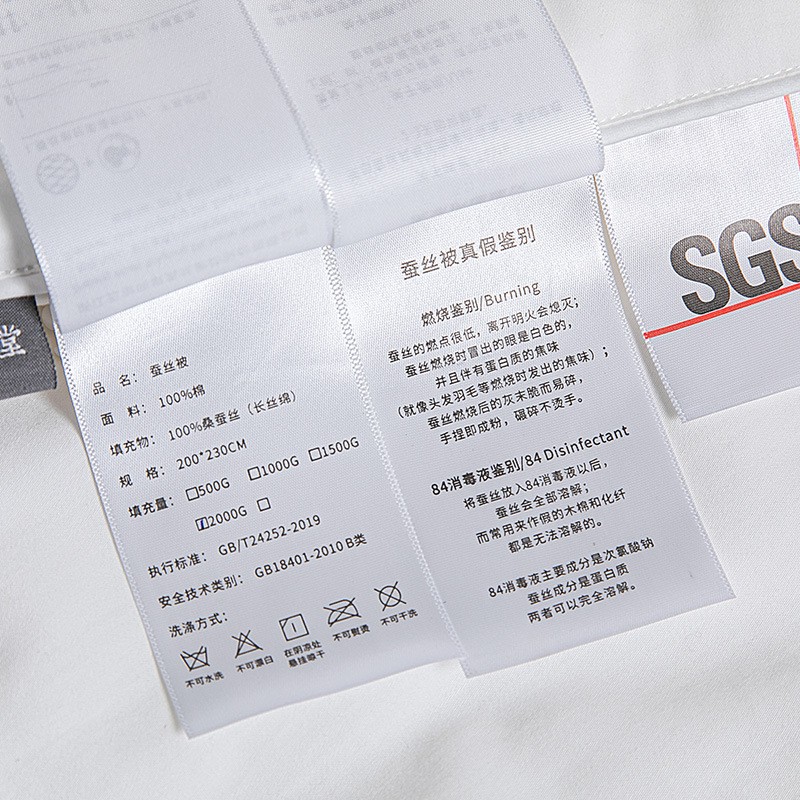 堂
品 名： 蚕丝被
面 料： 100%棉
填充物： 100%桑蚕丝（长丝绵）
规 格： 200*230CM
填充量： □500G □1000G □1500G
☑2000G □
执行标准： GB/T24252-2019
安全技术类别： GB18401-2010 B类
洗涤方式：
不可水洗 不可漂白 在阴凉处悬挂晾干 不可熨烫 不可干洗
蚕丝被真假鉴别
燃烧鉴别/Burning
蚕丝的燃点很低，离开明火会熄灭；
蚕丝燃烧时冒出的眼是白色的，
并且伴有蛋白质的焦味
（就像头发羽毛等燃烧时发出的焦味）；
蚕丝燃烧后的灰末脆而易碎，
手捏即成粉，碾碎不烫手。
84消毒液鉴别/84 Disinfectant
将蚕丝放入84消毒液以后，
蚕丝会全部溶解；
而常用来作假的木棉和化纤
都是无法溶解的。
84消毒液主要成分是次氯酸钠
蚕丝成分是蛋白质
两者可以完全溶解。
SGS